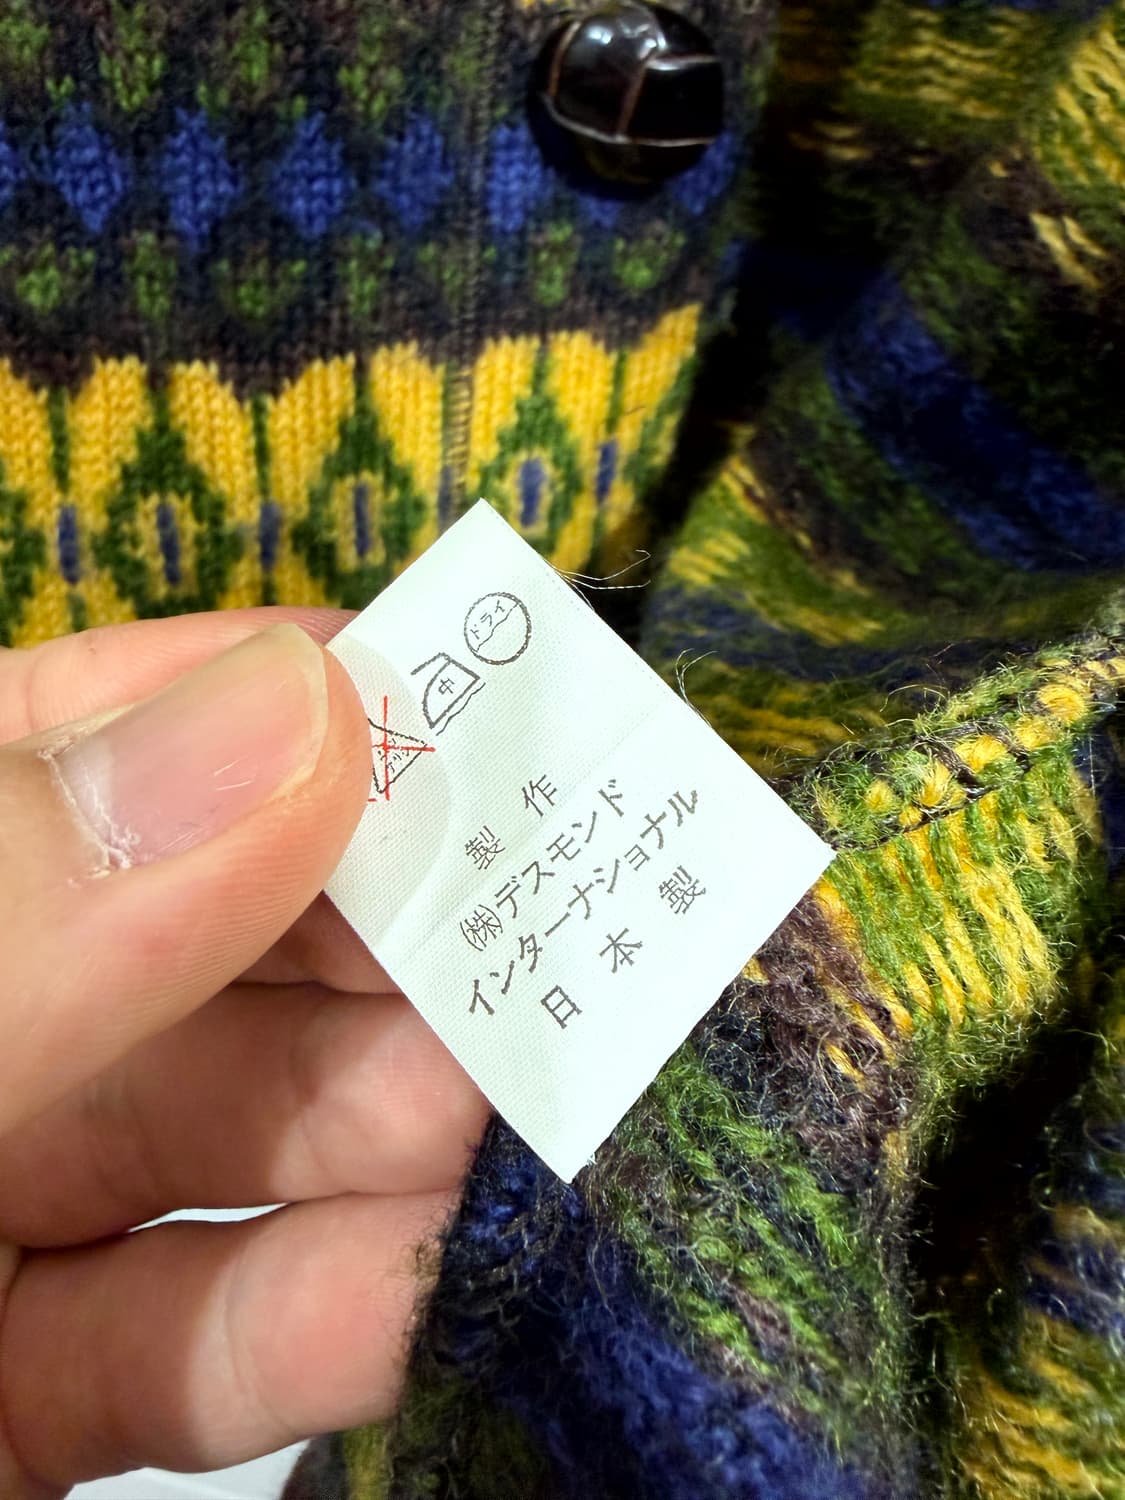 ドライ
中
製作
㈱デスモンド
インターナショナル
日本製